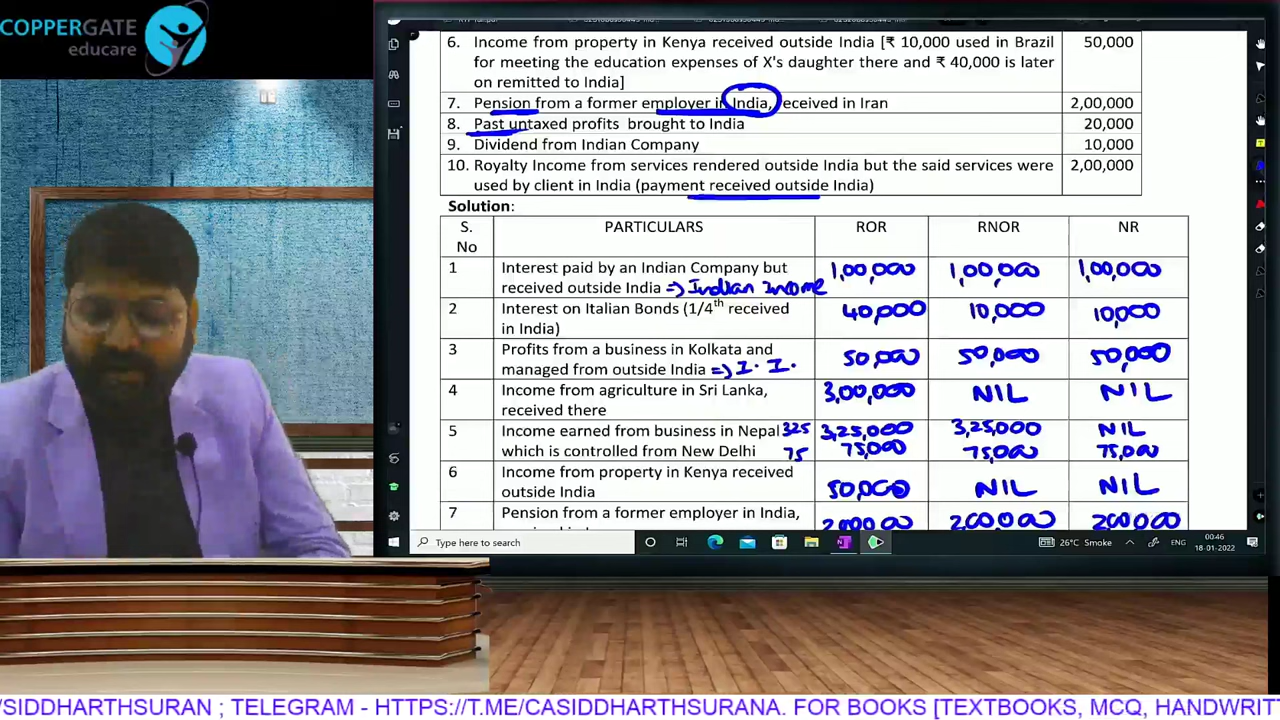 COPPERGATE
educare
6. Income from property in Kenya received outside India [₹ 10,000 used in Brazil 50,000
for meeting the education expenses of X's daughter there and ₹ 40,000 is later
on remitted to India]
7. Pension from a former employer in India, received in Iran 2,00,000
8. Past untaxed profits brought to India 20,000
9. Dividend from Indian Company 10,000
10. Royalty Income from services rendered outside India but the said services were 2,00,000
used by client in India (payment received outside India)
Solution:
S. No PARTICULARS ROR RNOR NR
1 Interest paid by an Indian Company but 1,00,000 1,00,000 1,00,000
received outside India => Indian Income
2 Interest on Italian Bonds (1/4th received 40,000 10,000 10,000
in India)
3 Profits from a business in Kolkata and 50,000 50,000 50,000
managed from outside India => I. I.
4 Income from agriculture in Sri Lanka, 3,00,000 NIL NIL
received there
5 Income earned from business in Nepal 325 3,25,000 3,25,000 NIL
which is controlled from New Delhi 75 75,000 75,000 75,000
6 Income from property in Kenya received 50,000 NIL NIL
outside India
7 Pension from a former employer in India, 200000 200000 200000
Type here to search
26°C Smoke
ENG
00:46
18-01-2022
/SIDDHARTHSURAN ; TELEGRAM - HTTPS://T.ME/CASIDDHARTHSURANA. FOR BOOKS [TEXTBOOKS, MCQ, HANDWRIT